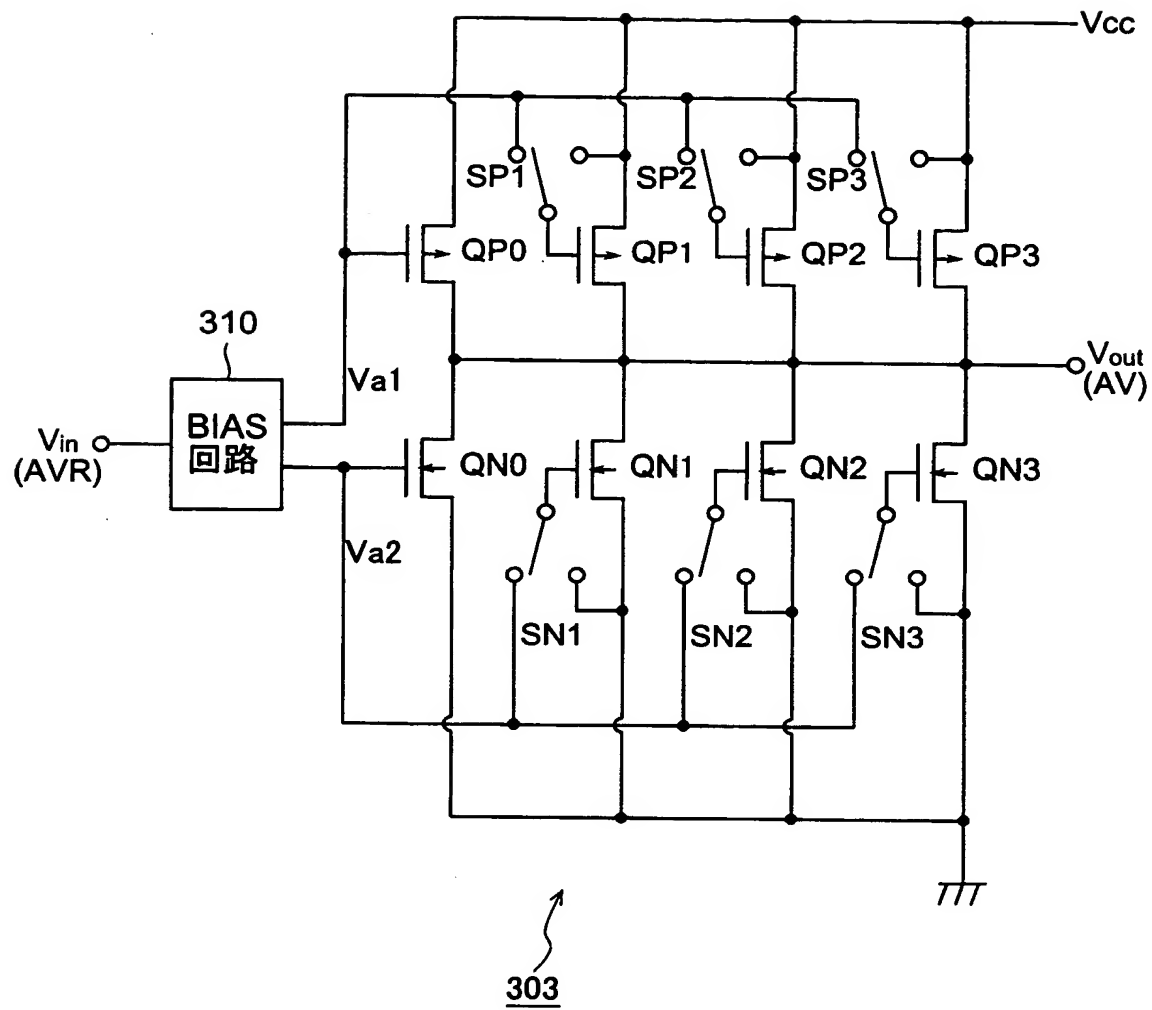 Vcc
SP1
SP2
SP3
QP0
QP1
QP2
QP3
310
Va1
Vout
(AV)
BIAS
回路
Vin
(AVR)
QN0
QN1
QN2
QN3
Va2
SN1
SN2
SN3
303